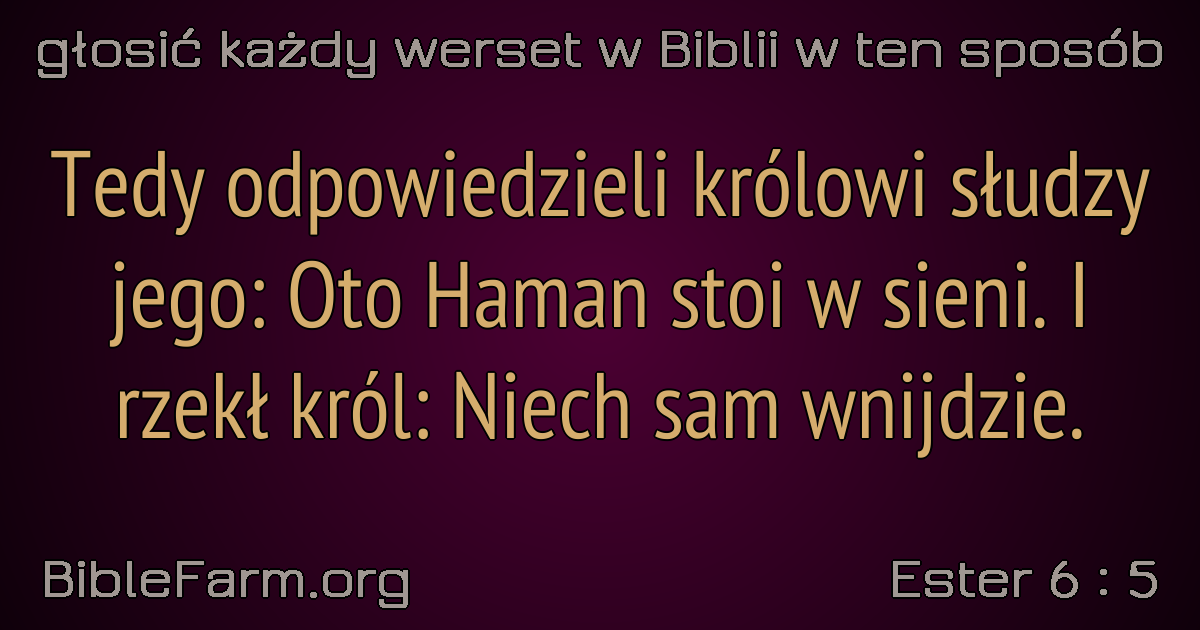 głosić każdy werset w Biblii w ten sposób
Tedy odpowiedzieli królowi słudzy
jego: Oto Haman stoi w sieni. I
rzekł król: Niech sam wnijdzie.
BibleFarm.org
Ester 6 : 5